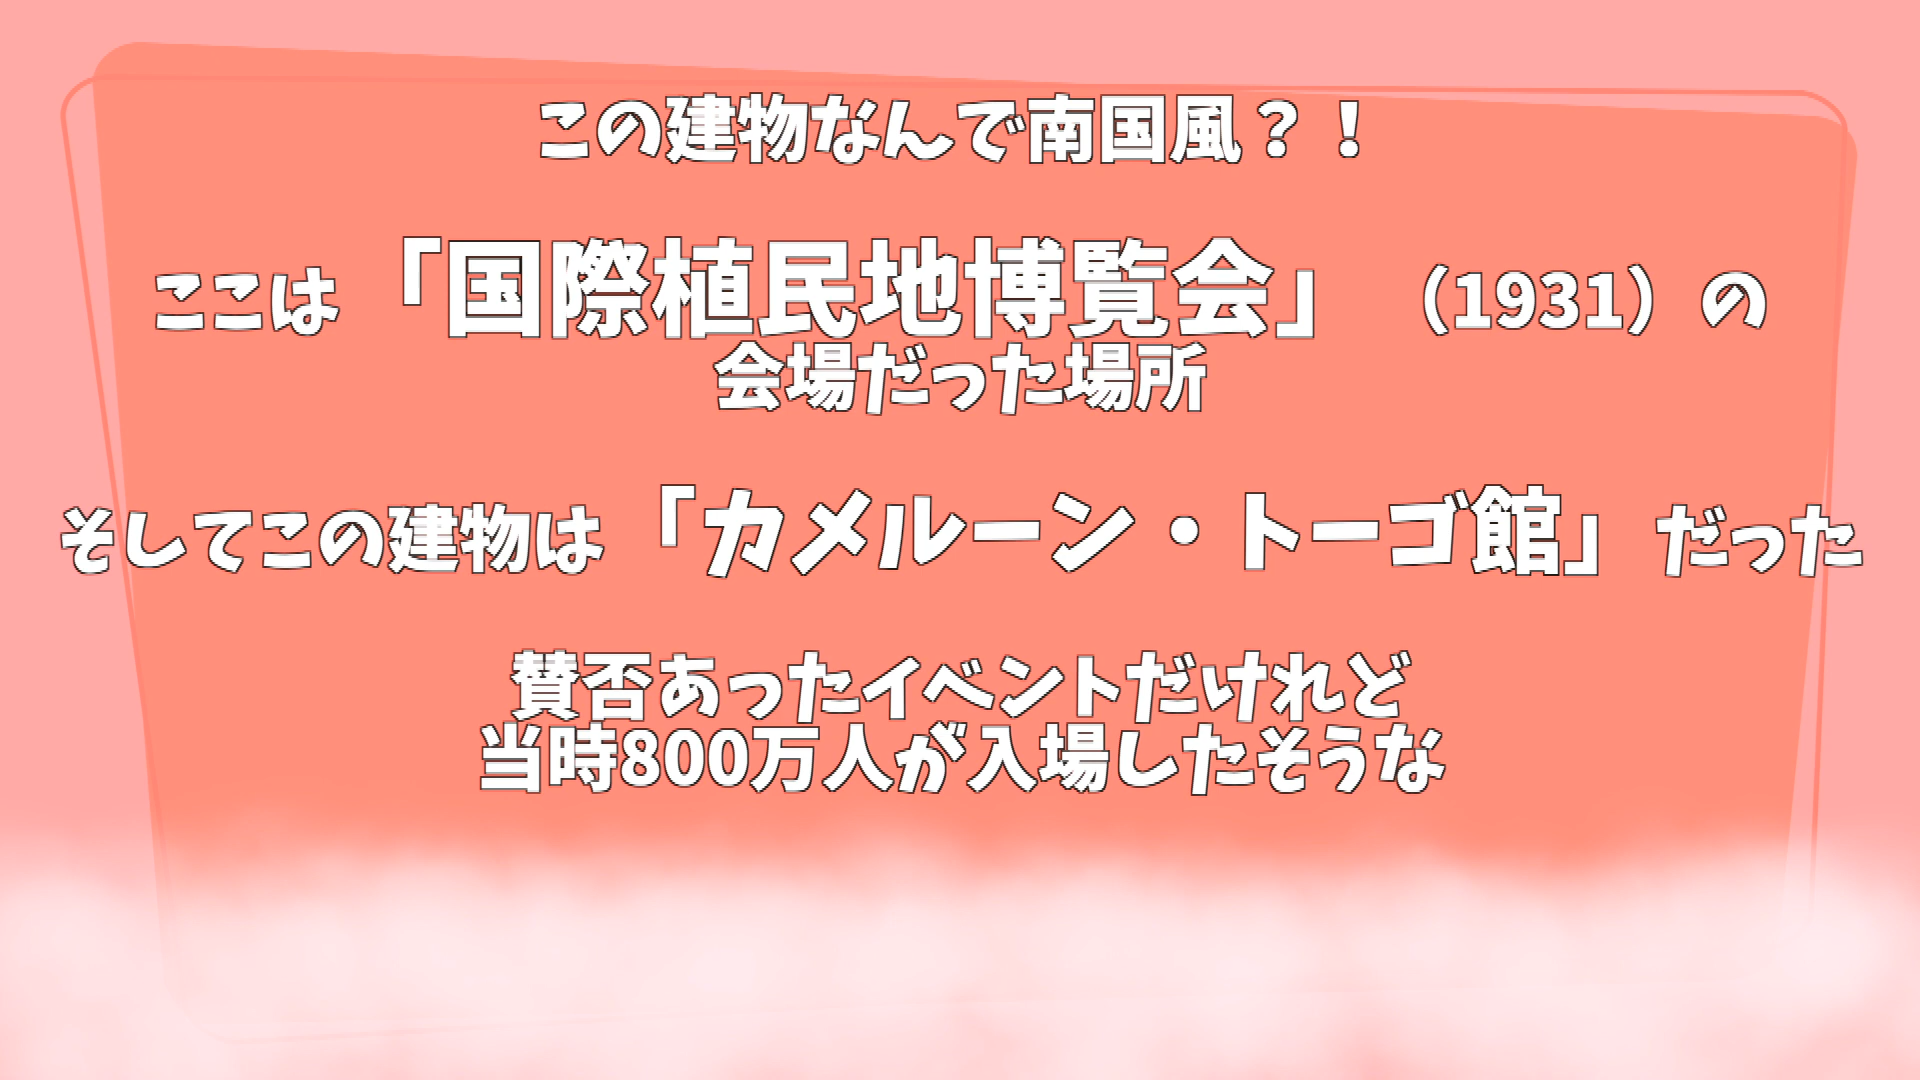 この建物なんで南国風？！
ここは「国際植民地博覧会」（1931）の
会場だった場所
そしてこの建物は「カメルーン・トーゴ館」だった
賛否あったイベントだけれど
当時800万人が入場したそうな